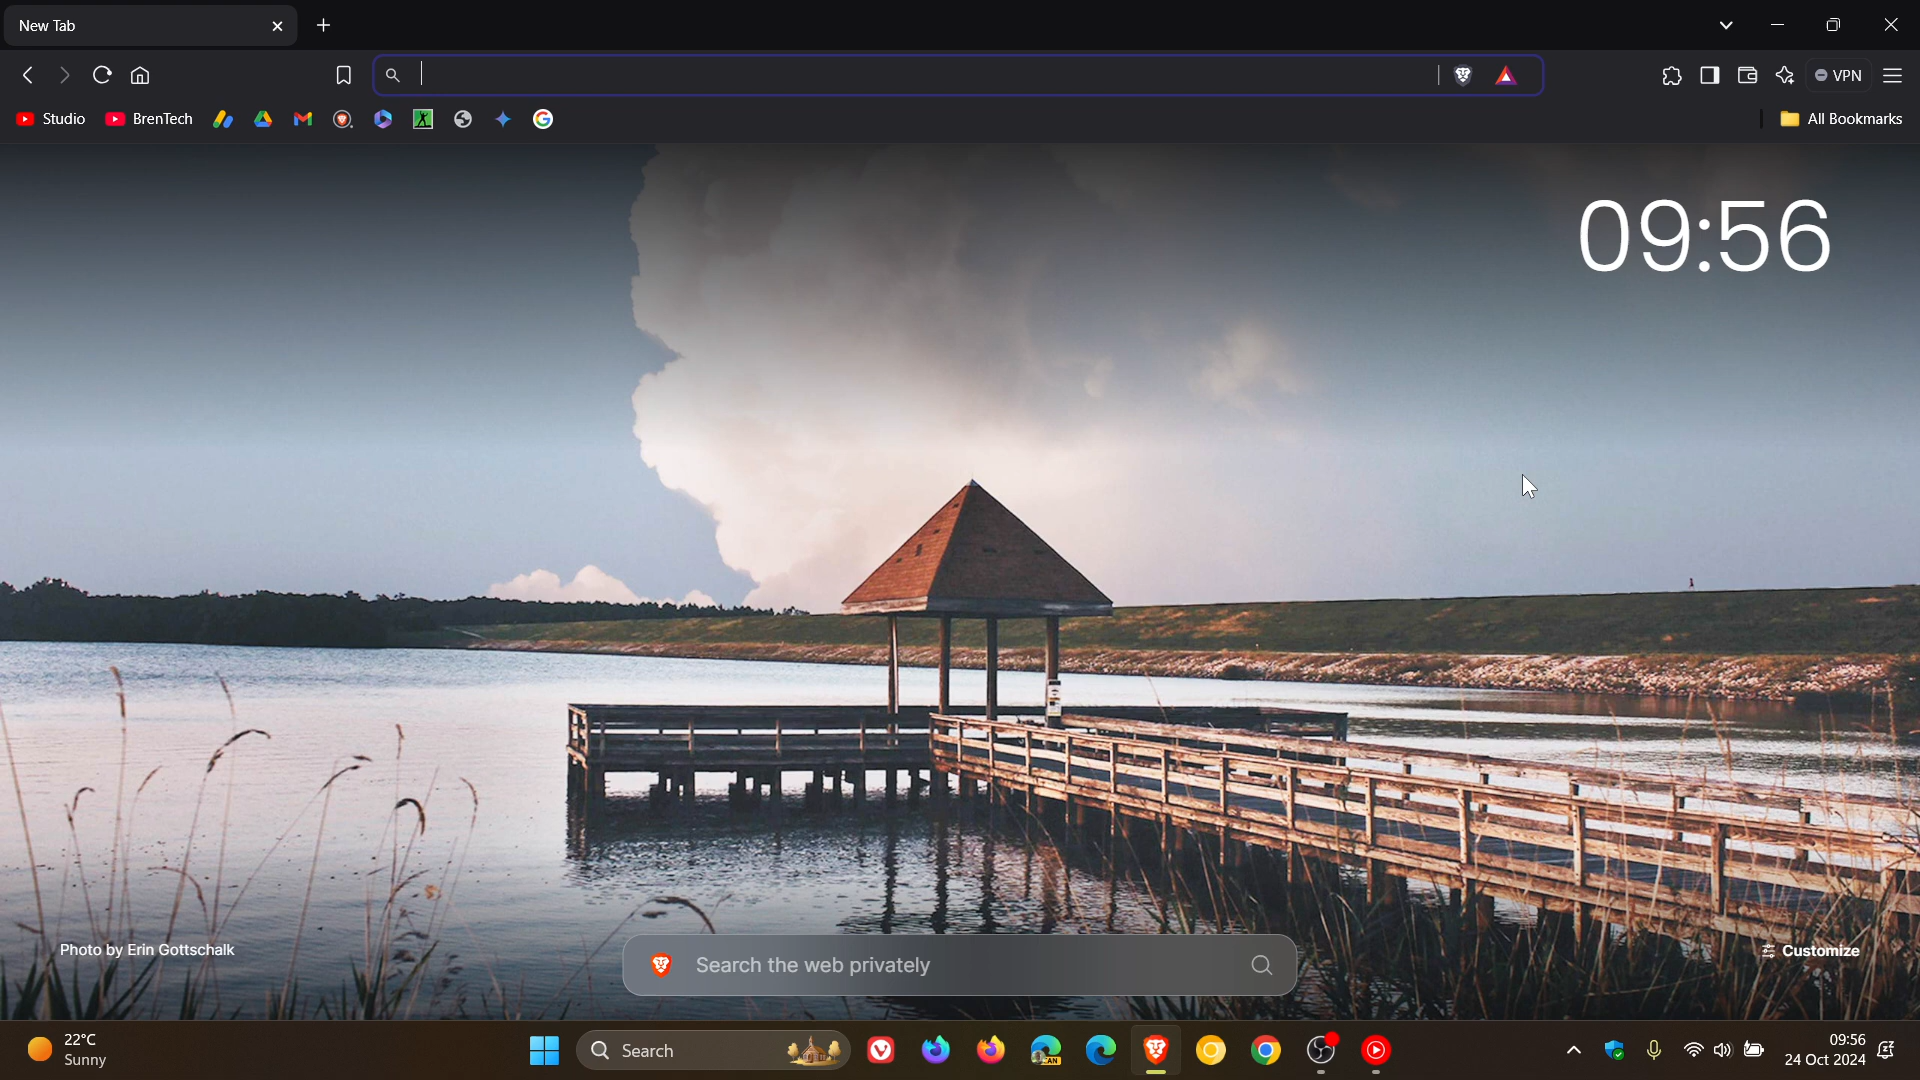 New Tab
VPN
Studio
BrenTech
All Bookmarks
09:56
Photo by Erin Gottschalk
Search the web privately
Customize
22°C
Sunny
Search
CAN
09:56
24 Oct 2024